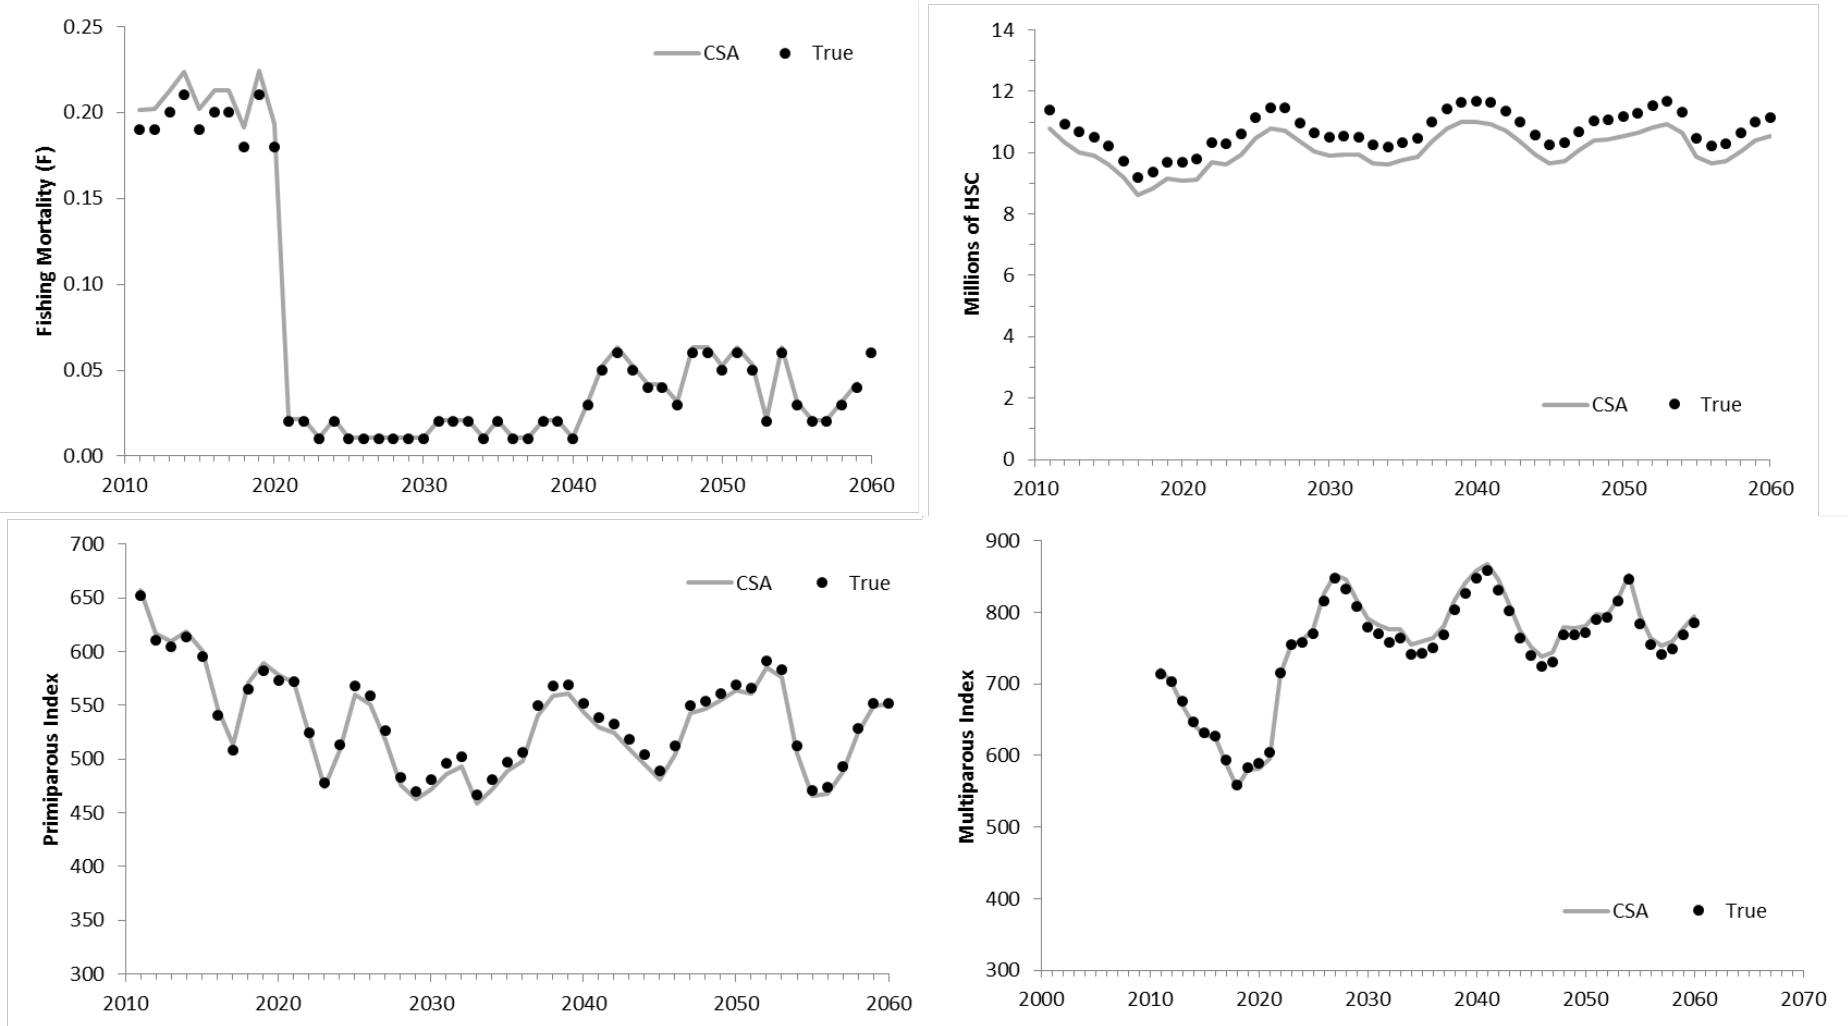 0.25
0.20
0.15
0.10
0.05
0.00
Fishing Mortality (F)
CSA True
2010 2020 2030 2040 2050 2060
14
12
10
8
6
4
2
0
Millions of HSC
CSA True
2010 2020 2030 2040 2050 2060
700
650
600
550
500
450
400
350
300
Primiparous Index
CSA True
2010 2020 2030 2040 2050 2060
900
800
700
600
500
400
300
Multiparous Index
CSA True
2000 2010 2020 2030 2040 2050 2060 2070